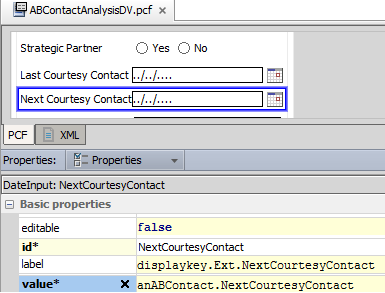 ABContactAnalysisDV.pcf
Strategic Partner Yes No
Last Courtesy Contact ../../....
Next Courtesy Contact ../../....
PCF XML
Properties: Properties
DateInput: NextCourtesyContact
Basic properties
editable false
id* NextCourtesyContact
label displaykey.Ext.NextCourtesyContact
value* anABContact.NextCourtesyContact